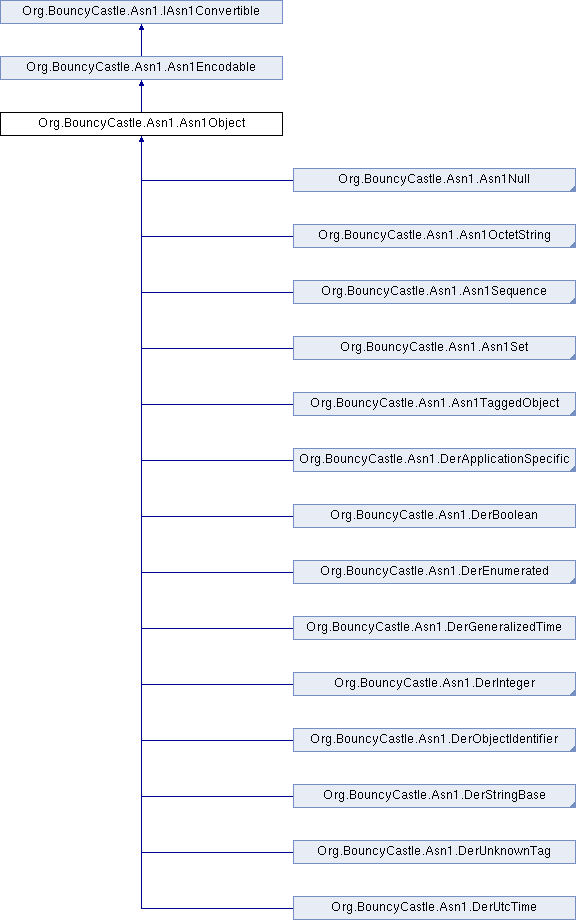 Org.BouncyCastle.Asn1.IAsn1Convertible
Org.BouncyCastle.Asn1.Asn1Encodable
Org.BouncyCastle.Asn1.Asn1Object
Org.BouncyCastle.Asn1.Asn1Null
Org.BouncyCastle.Asn1.Asn1OctetString
Org.BouncyCastle.Asn1.Asn1Sequence
Org.BouncyCastle.Asn1.Asn1Set
Org.BouncyCastle.Asn1.Asn1TaggedObject
Org.BouncyCastle.Asn1.DerApplicationSpecific
Org.BouncyCastle.Asn1.DerBoolean
Org.BouncyCastle.Asn1.DerEnumerated
Org.BouncyCastle.Asn1.DerGeneralizedTime
Org.BouncyCastle.Asn1.DerInteger
Org.BouncyCastle.Asn1.DerObjectIdentifier
Org.BouncyCastle.Asn1.DerStringBase
Org.BouncyCastle.Asn1.DerUnknownTag
Org.BouncyCastle.Asn1.DerUtcTime